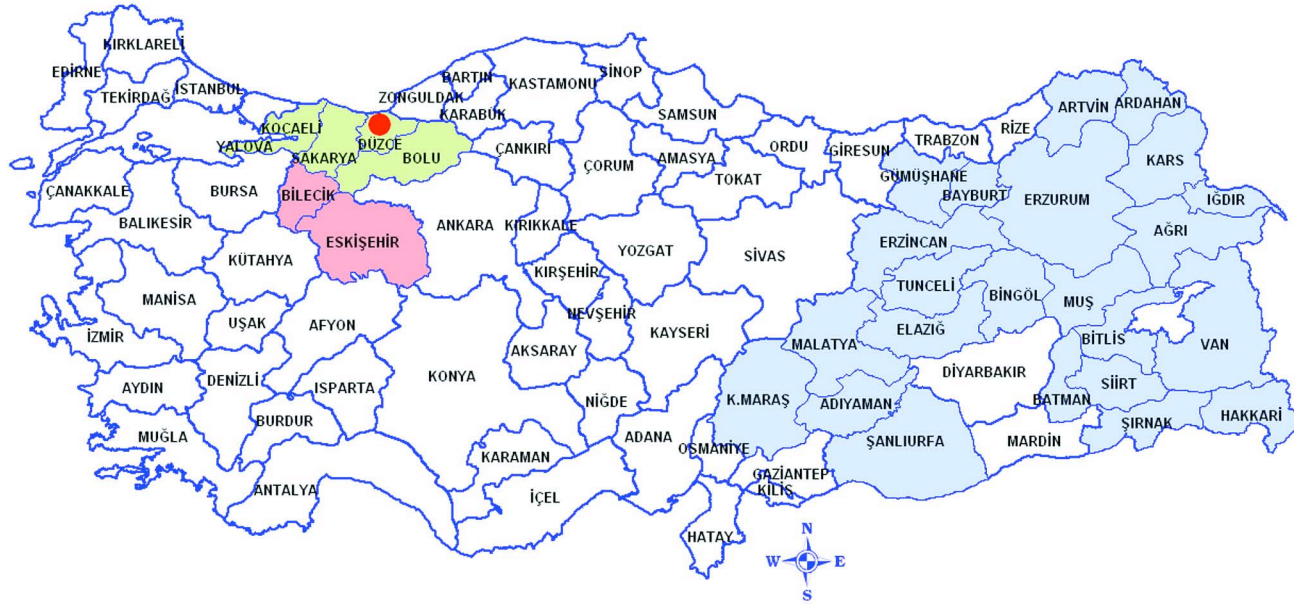 KIRKLARELİ
EDİRNE
TEKİRDAĞ
İSTANBUL
BARTIN
ZONGULDAK
KASTAMONU
SİNOP
KARABÜK
SAMSUN
KOCAELİ
YALOVA
SAKARYA
DÜZCE
BOLU
ÇANKIRI
ÇORUM
AMASYA
TOKAT
ORDU
GİRESUN
TRABZON
RİZE
ARTVİN
ARDAHAN
KARS
GÜMÜŞHANE
BAYBURT
ERZURUM
IĞDIR
AĞRI
ÇANAKKALE
BURSA
BİLECİK
BALIKESİR
ESKİŞEHİR
ANKARA
KIRIKKALE
YOZGAT
SİVAS
ERZİNCAN
KÜTAHYA
KIRŞEHİR
TUNCELİ
BİNGÖL
MUŞ
MANİSA
UŞAK
AFYON
NEVŞEHİR
KAYSERİ
ELAZIĞ
MALATYA
BİTLİS
VAN
İZMİR
AKSARAY
DİYARBAKIR
SİİRT
AYDIN
DENİZLİ
ISPARTA
KONYA
NİĞDE
K.MARAŞ
ADIYAMAN
BATMAN
ŞIRNAK
HAKKARİ
MUĞLA
BURDUR
KARAMAN
ADANA
OSMANİYE
ŞANLIURFA
MARDİN
GAZİANTEP
KİLİS
ANTALYA
İÇEL
HATAY
N
W E
S